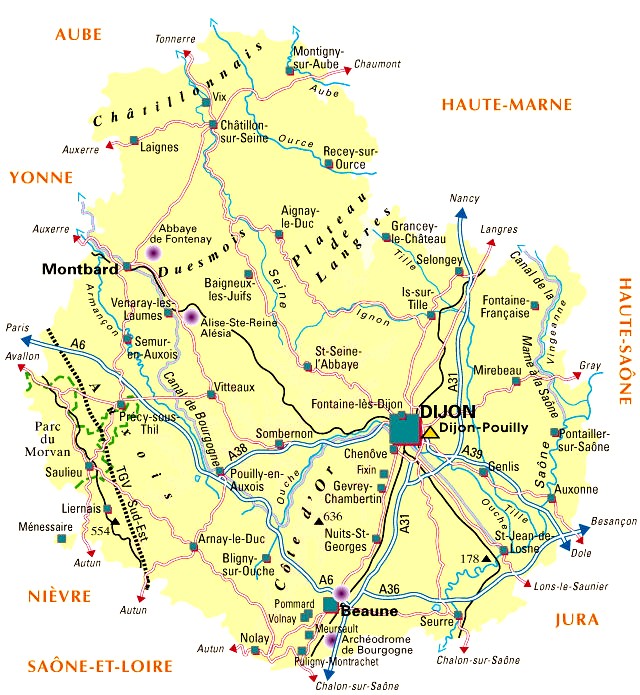 AUBE
Tonnerre
Montigny-
sur-Aube
Chaumont
Châtillonnais
Vix
Aube
HAUTE-MARNE
Châtillon-
sur-Seine
Auxerre
Laignes
Ource
Recey-sur-
Ource
YONNE
Nancy
Auxerre
Abbaye
de Fontenay
Aignay-
le-Duc
Plateau
de
Langres
Grancey-
le-Château
Langres
Tille
Selongey
Canal de la
Marne à la Saône
Montbard
Duesmois
Baigneux-
les-Juifs
Seine
HAUTE-SAÔNE
Armançon
Venaray-les-
Laumes
Alise-Ste-Reine
Alésia
Is-sur-
Tille
Fontaine-
Française
Vingeanne
Ignon
Paris
A6
Semur-
en-Auxois
Avallon
St-Seine-
l'Abbaye
A31
Mirebeau
Gray
Canal de Bourgogne
Vitteaux
Auxois
Précy-sous-
Thil
Fontaine-lès-Dijon
DIJON
Dijon-Pouilly
Parc
du
Morvan
Sombernon
A38
Chenôve
A39
Pontailler-
sur-Saône
Saône
Saulieu
TGV Sud-Est
Pouilly-en-
Auxois
Ouche
Côte d'Or
Fixin
Gevrey-
Chambertin
Genlis
Auxonne
Liernais
554
Ménessaire
636
A31
Ouche
Tille
Besançon
Arnay-le-Duc
Nuits-St-
Georges
St-Jean-de-
Losne
178
Dole
Autun
Bligny-
sur-Ouche
A6
A36
Lons-le-Saunier
NIÈVRE
Autun
Pommard
Volnay
Beaune
Seurre
JURA
Meursault
Archéodrome
de Bourgogne
Autun
Nolay
Puligny-Montrachet
Chalon-sur-Saône
SAÔNE-ET-LOIRE
Chalon-sur-Saône